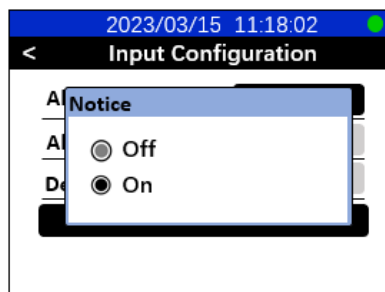 2023/03/15 11:18:02
< Input Configuration
Notice
Off
On